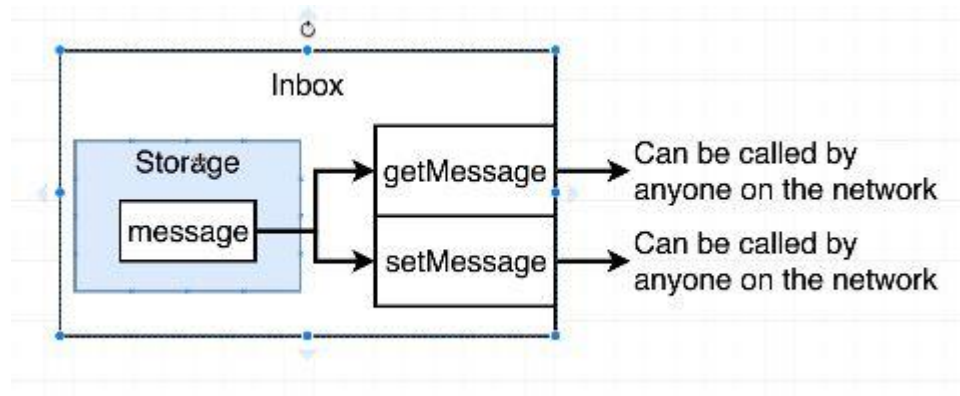 Inbox
Storage
message
getMessage
setMessage
Can be called by
anyone on the network
Can be called by
anyone on the network